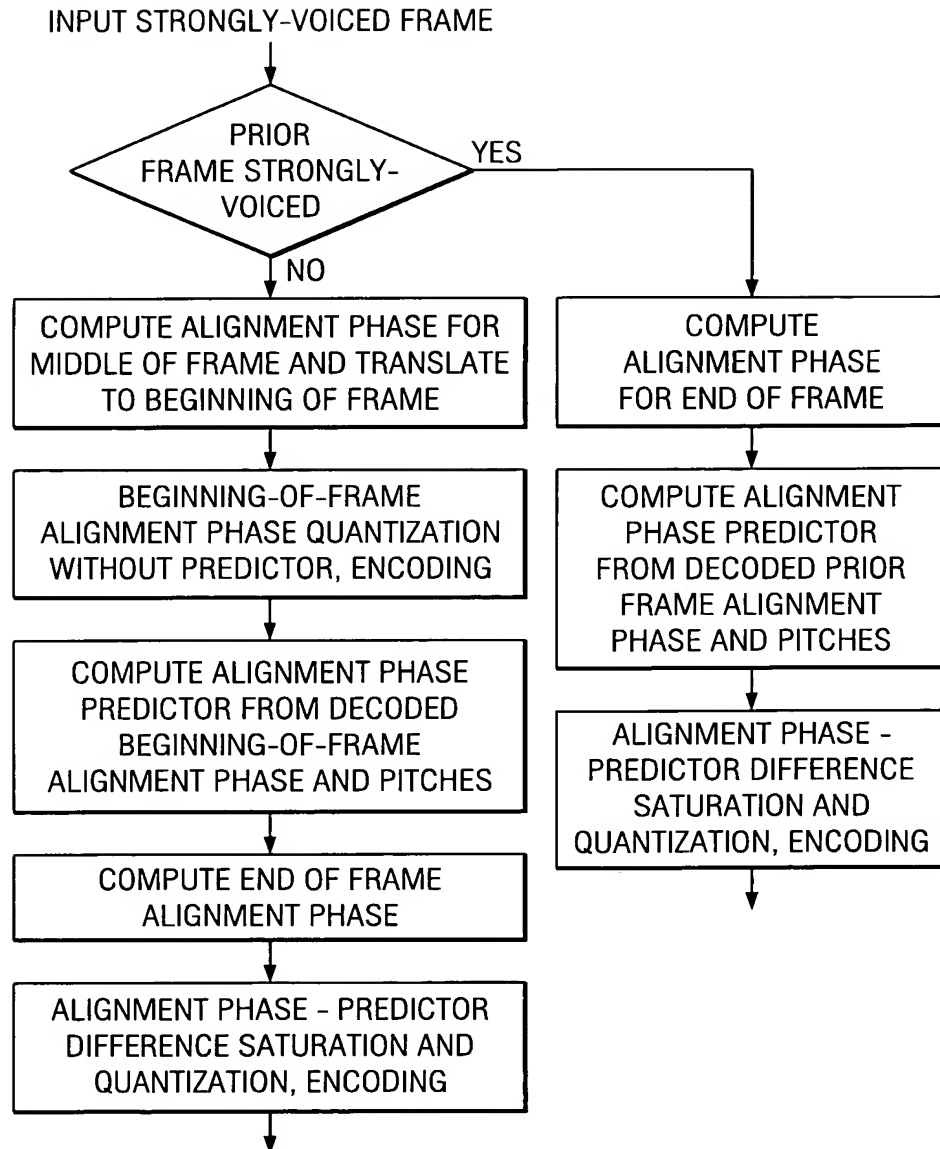 INPUT STRONGLY-VOICED FRAME
PRIOR
FRAME STRONGLY-
VOICED
YES
NO
COMPUTE ALIGNMENT PHASE FOR
MIDDLE OF FRAME AND TRANSLATE
TO BEGINNING OF FRAME
BEGINNING-OF-FRAME
ALIGNMENT PHASE QUANTIZATION
WITHOUT PREDICTOR, ENCODING
COMPUTE ALIGNMENT PHASE
PREDICTOR FROM DECODED
BEGINNING-OF-FRAME
ALIGNMENT PHASE AND PITCHES
COMPUTE END OF FRAME
ALIGNMENT PHASE
ALIGNMENT PHASE - PREDICTOR
DIFFERENCE SATURATION AND
QUANTIZATION, ENCODING
COMPUTE
ALIGNMENT PHASE
FOR END OF FRAME
COMPUTE ALIGNMENT
PHASE PREDICTOR
FROM DECODED PRIOR
FRAME ALIGNMENT
PHASE AND PITCHES
ALIGNMENT PHASE -
PREDICTOR DIFFERENCE
SATURATION AND
QUANTIZATION, ENCODING